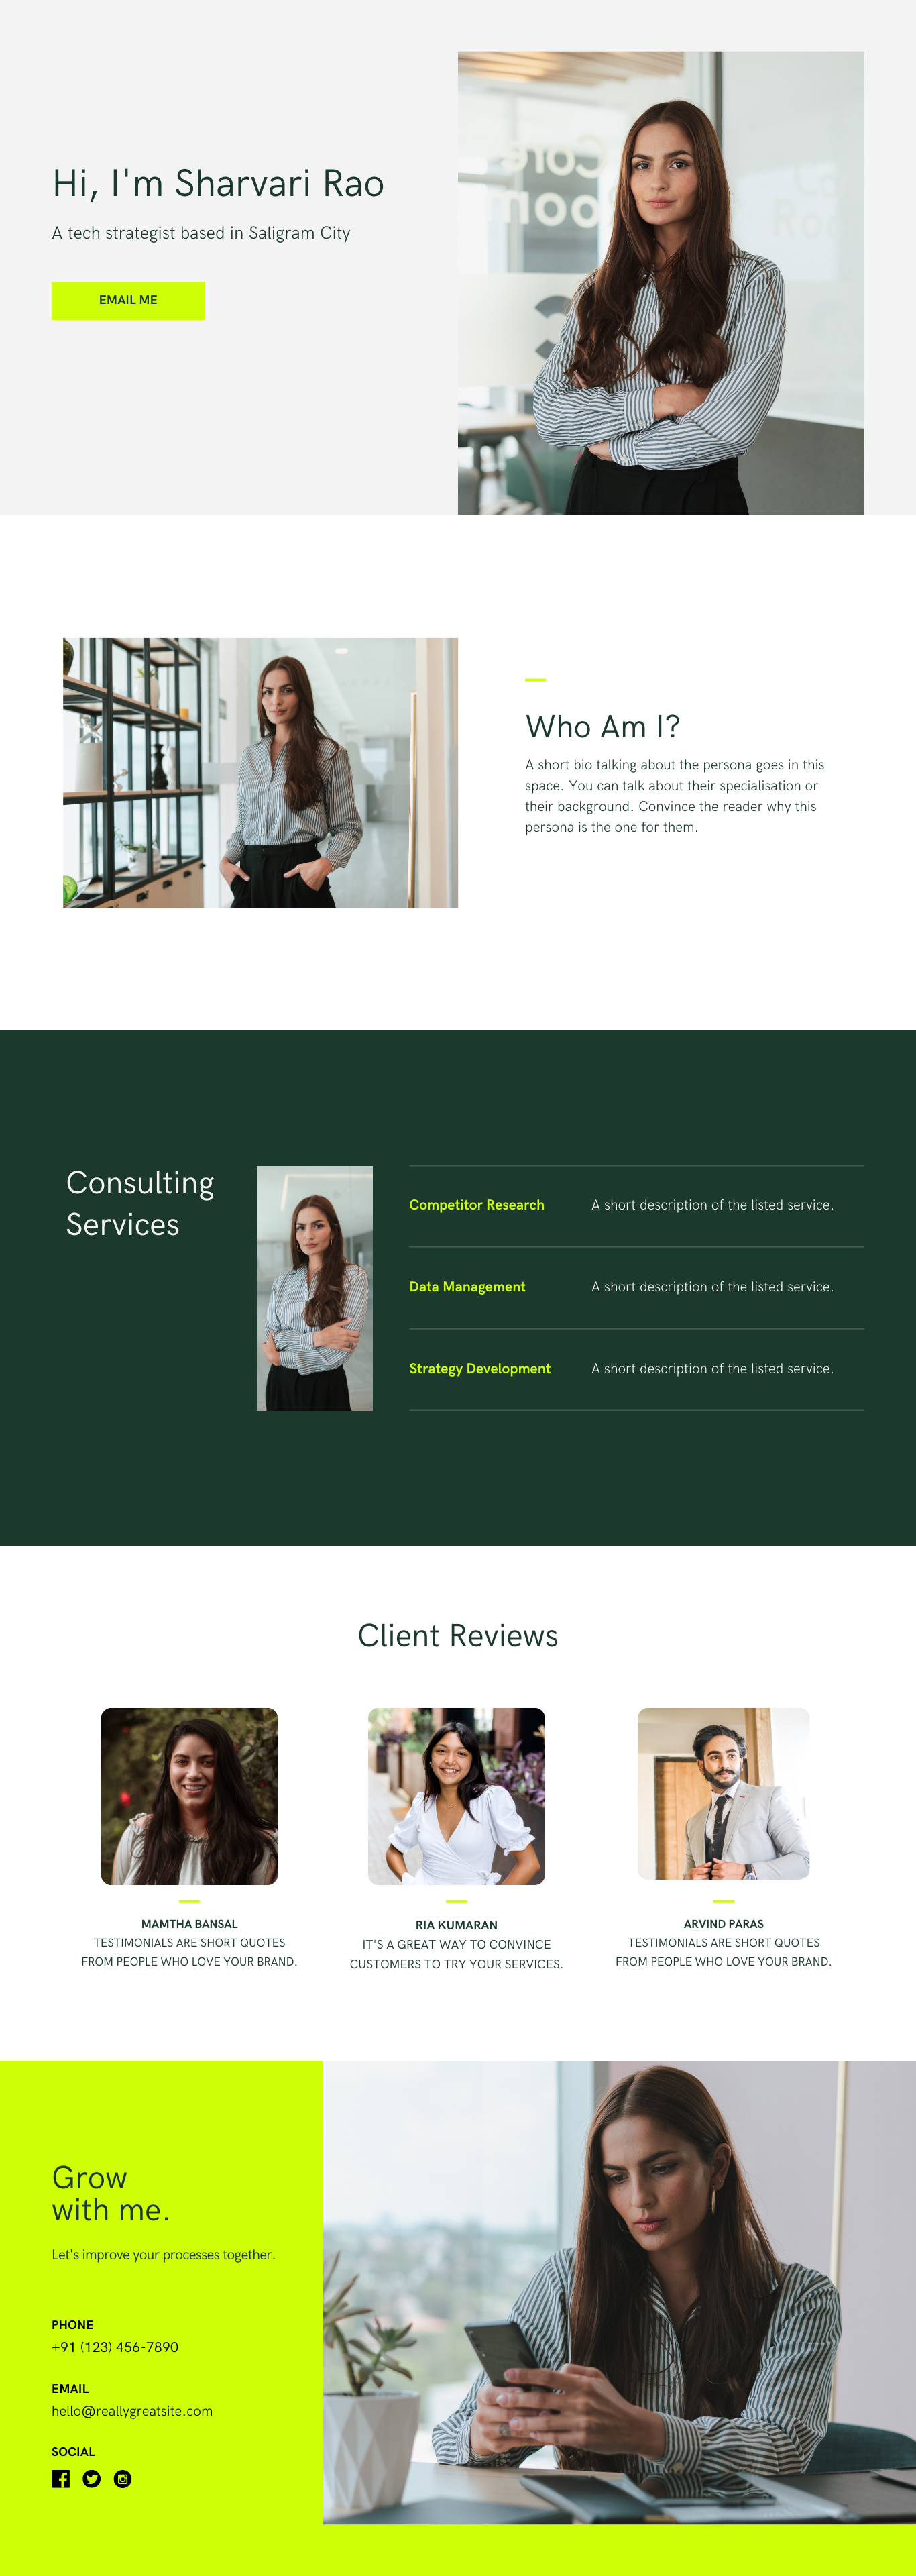 Hi, I'm Sharvari Rao
A tech strategist based in Saligram City
EMAIL ME
Who Am I?
A short bio talking about the persona goes in this
space. You can talk about their specialisation or
their background. Convince the reader why this
persona is the one for them.
Consulting
Services
Competitor Research
A short description of the listed service.
Data Management
A short description of the listed service.
Strategy Development
A short description of the listed service.
Client Reviews
MAMTHA BANSAL
TESTIMONIALS ARE SHORT QUOTES
FROM PEOPLE WHO LOVE YOUR BRAND.
RIA KUMARAN
IT'S A GREAT WAY TO CONVINCE
CUSTOMERS TO TRY YOUR SERVICES.
ARVIND PARAS
TESTIMONIALS ARE SHORT QUOTES
FROM PEOPLE WHO LOVE YOUR BRAND.
Grow
with me.
Let's improve your processes together.
PHONE
+91 (123) 456-7890
EMAIL
hello@reallygreatsite.com
SOCIAL